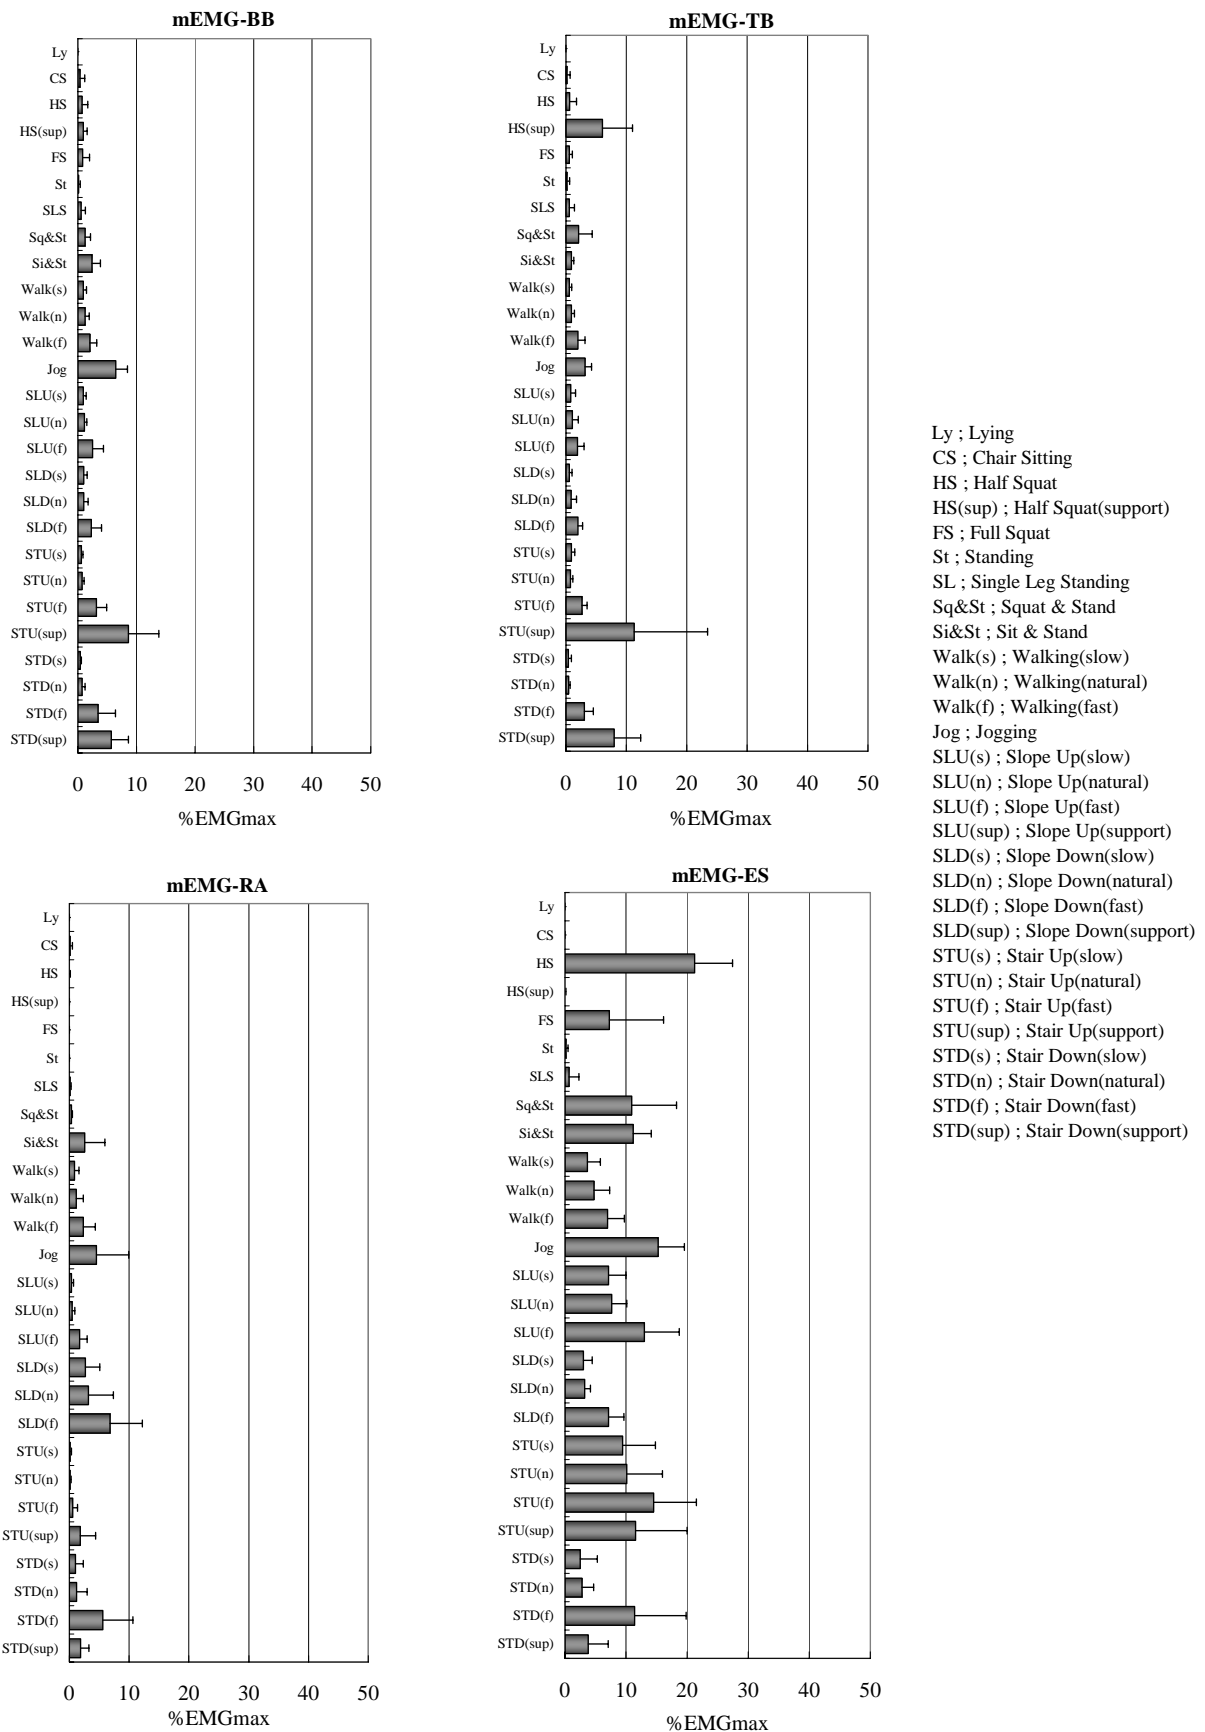 mEMG-BB
Ly
CS
HS
HS(sup)
FS
St
SLS
Sq&St
Si&St
Walk(s)
Walk(n)
Walk(f)
Jog
SLU(s)
SLU(n)
SLU(f)
SLD(s)
SLD(n)
SLD(f)
STU(s)
STU(n)
STU(f)
STU(sup)
STD(s)
STD(n)
STD(f)
STD(sup)
0 10 20 30 40 50
%EMGmax
mEMG-TB
Ly
CS
HS
HS(sup)
FS
St
SLS
Sq&St
Si&St
Walk(s)
Walk(n)
Walk(f)
Jog
SLU(s)
SLU(n)
SLU(f)
SLD(s)
SLD(n)
SLD(f)
STU(s)
STU(n)
STU(f)
STU(sup)
STD(s)
STD(n)
STD(f)
STD(sup)
0 10 20 30 40 50
%EMGmax
mEMG-RA
Ly
CS
HS
HS(sup)
FS
St
SLS
Sq&St
Si&St
Walk(s)
Walk(n)
Walk(f)
Jog
SLU(s)
SLU(n)
SLU(f)
SLD(s)
SLD(n)
SLD(f)
STU(s)
STU(n)
STU(f)
STU(sup)
STD(s)
STD(n)
STD(f)
STD(sup)
0 10 20 30 40 50
%EMGmax
mEMG-ES
Ly
CS
HS
HS(sup)
FS
St
SLS
Sq&St
Si&St
Walk(s)
Walk(n)
Walk(f)
Jog
SLU(s)
SLU(n)
SLU(f)
SLD(s)
SLD(n)
SLD(f)
STU(s)
STU(n)
STU(f)
STU(sup)
STD(s)
STD(n)
STD(f)
STD(sup)
0 10 20 30 40 50
%EMGmax
Ly ; Lying
CS ; Chair Sitting
HS ; Half Squat
HS(sup) ; Half Squat(support)
FS ; Full Squat
St ; Standing
SL ; Single Leg Standing
Sq&St ; Squat & Stand
Si&St ; Sit & Stand
Walk(s) ; Walking(slow)
Walk(n) ; Walking(natural)
Walk(f) ; Walking(fast)
Jog ; Jogging
SLU(s) ; Slope Up(slow)
SLU(n) ; Slope Up(natural)
SLU(f) ; Slope Up(fast)
SLU(sup) ; Slope Up(support)
SLD(s) ; Slope Down(slow)
SLD(n) ; Slope Down(natural)
SLD(f) ; Slope Down(fast)
SLD(sup) ; Slope Down(support)
STU(s) ; Stair Up(slow)
STU(n) ; Stair Up(natural)
STU(f) ; Stair Up(fast)
STU(sup) ; Stair Up(support)
STD(s) ; Stair Down(slow)
STD(n) ; Stair Down(natural)
STD(f) ; Stair Down(fast)
STD(sup) ; Stair Down(support)